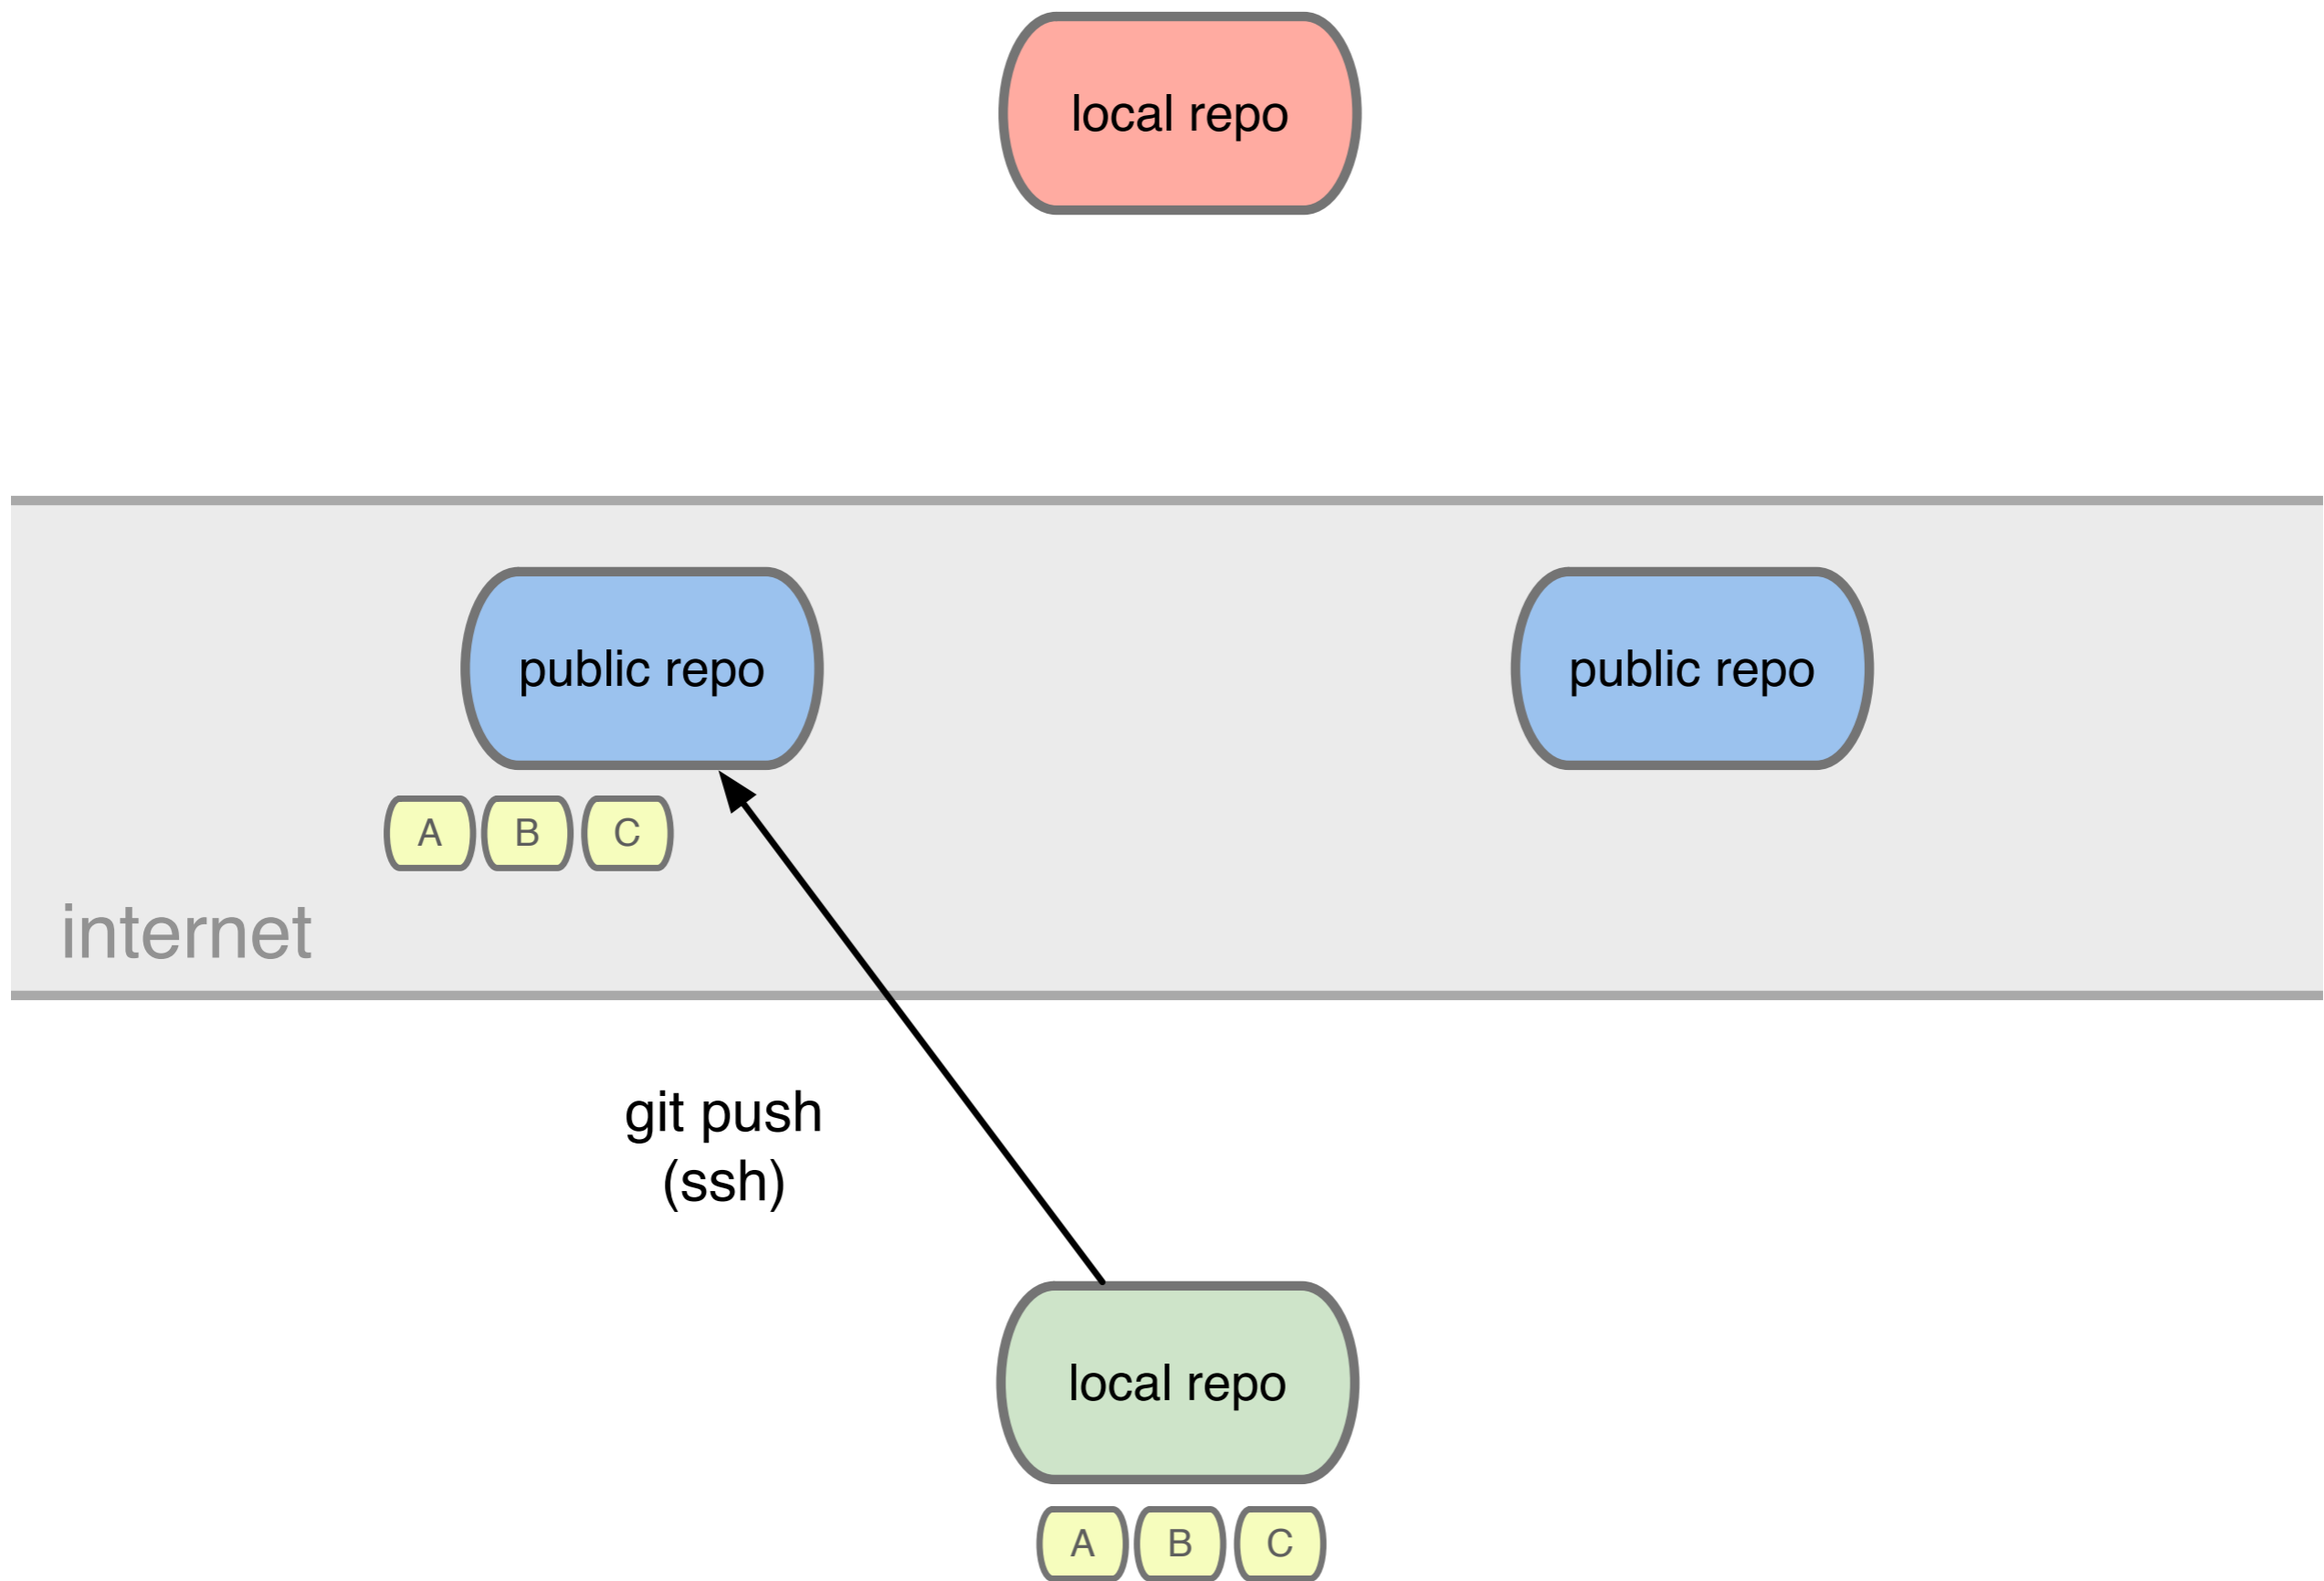 local repo
public repo
public repo
A B C
internet
git push
(ssh)
local repo
A B C